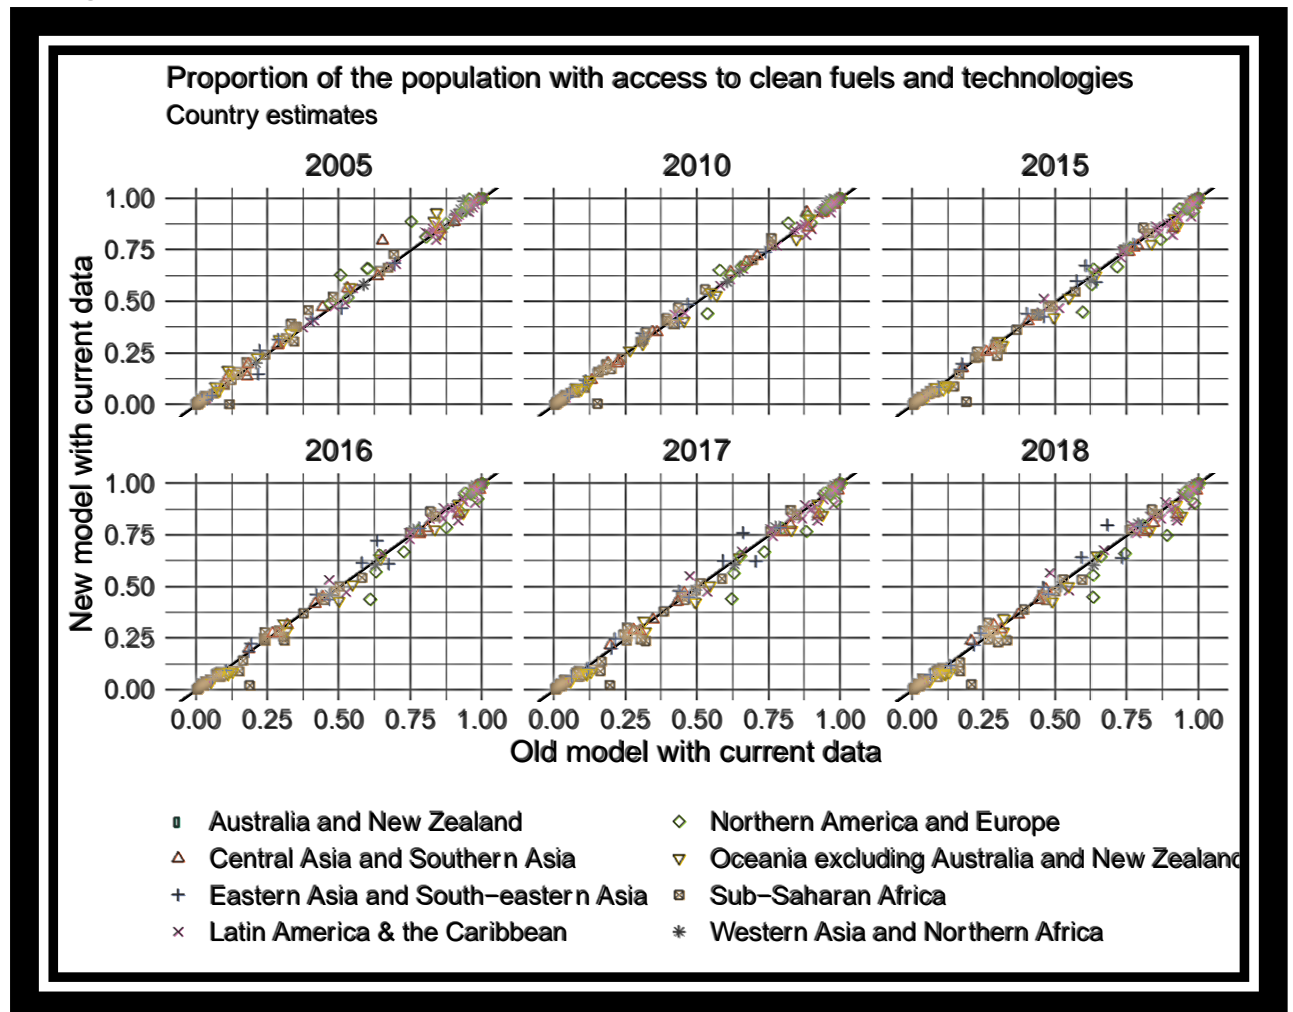 Proportion of the population with access to clean fuels and technologies
Country estimates
2005 2010 2015
1.00
0.75
0.50
0.25
0.00
2016 2017 2018
1.00
0.75
0.50
0.25
0.00
0.00 0.25 0.50 0.75 1.00 0.00 0.25 0.50 0.75 1.00 0.00 0.25 0.50 0.75 1.00
New model with current data
Old model with current data
Australia and New Zealand
Central Asia and Southern Asia
Eastern Asia and South−eastern Asia
Latin America & the Caribbean
Northern America and Europe
Oceania excluding Australia and New Zealand
Sub−Saharan Africa
Western Asia and Northern Africa